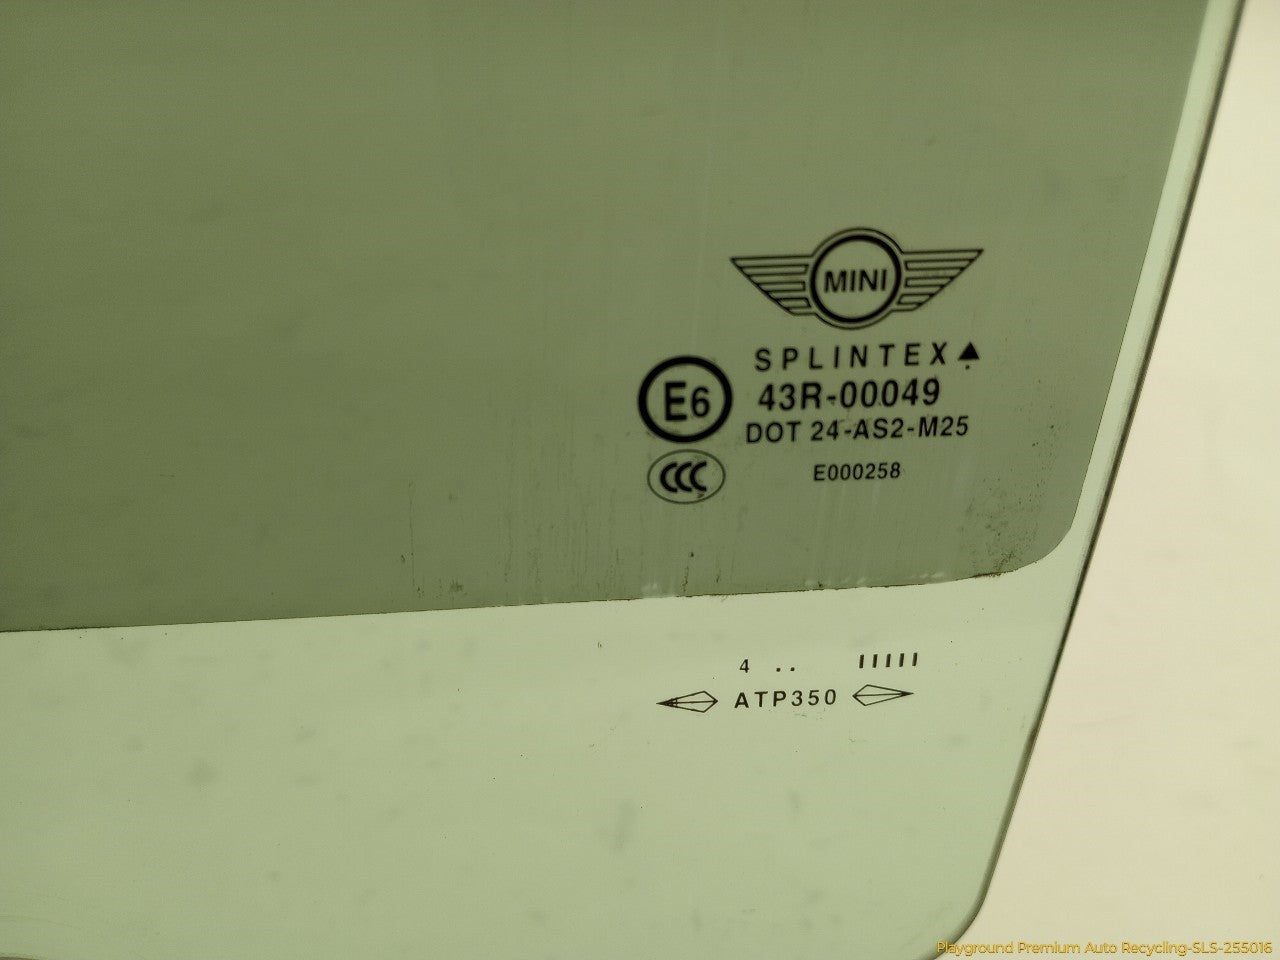 MINI
SPLINTEX
E6
43R-00049
DOT 24-AS2-M25
CCC
E000258
4 .. IIIII
ATP350
Playground Premium Auto Recycling-SLS-255016